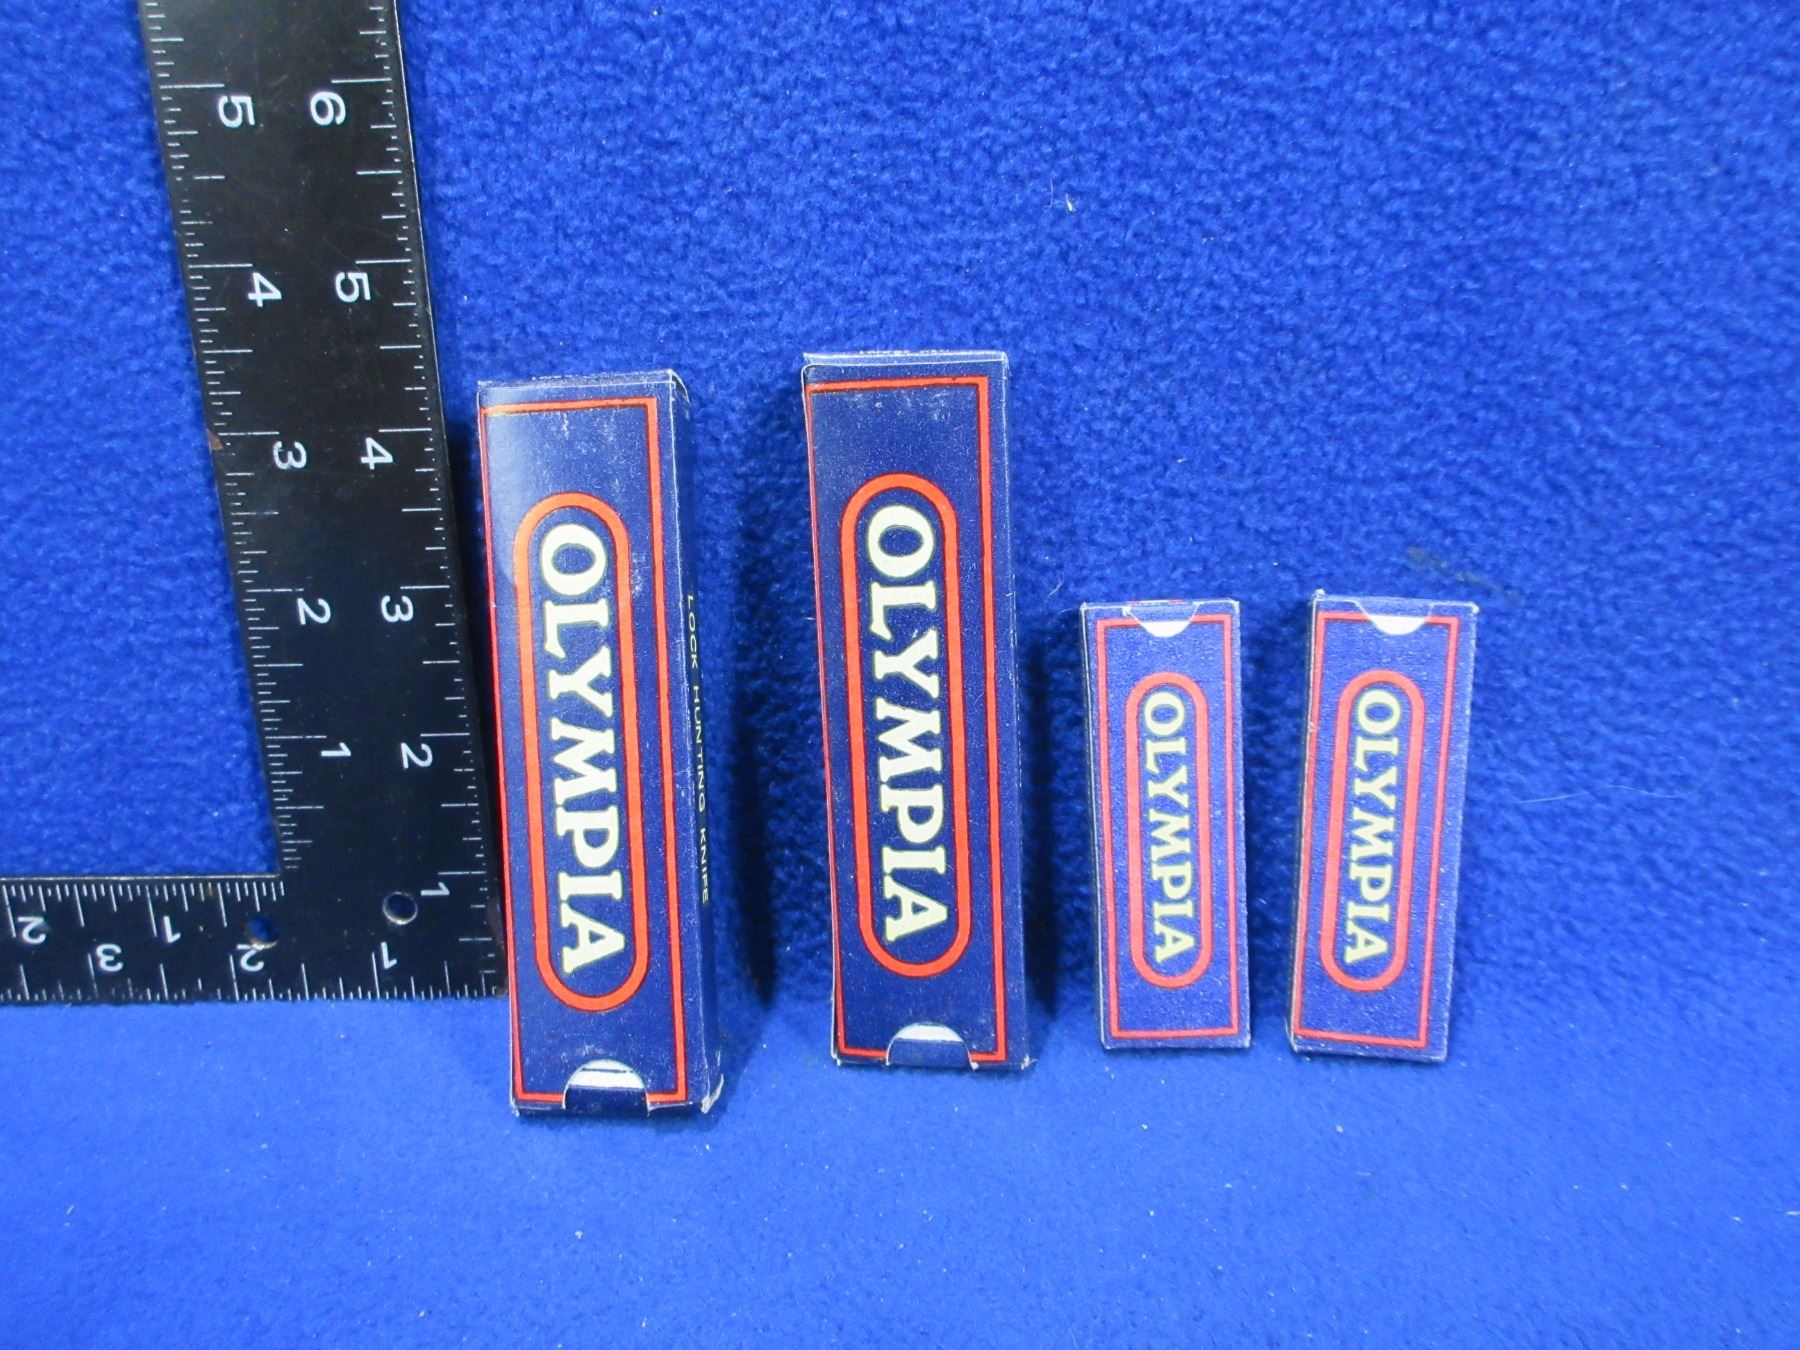 5 6
4 5
3 4
2 3
1 2
1
2 1
3 2 1
OLYMPIA
LOCK HUNTING KNIFE
OLYMPIA
OLYMPIA
OLYMPIA